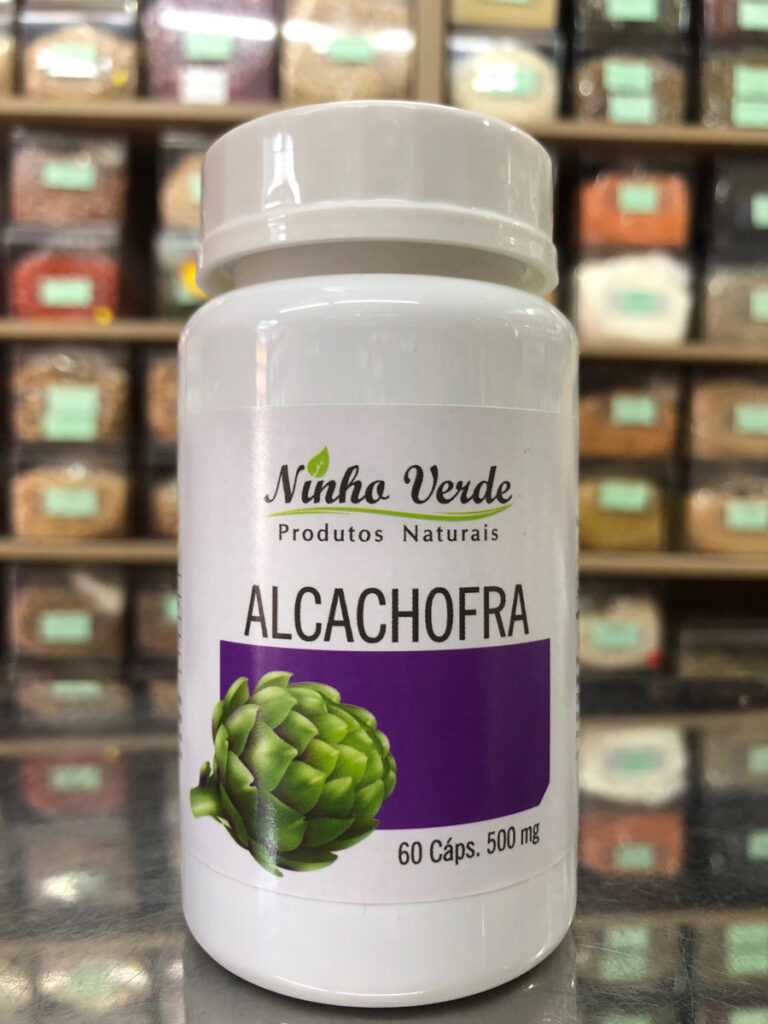 Ninho Verde
Produtos Naturais
ALCACHOFRA
60 Cáps. 500 mg